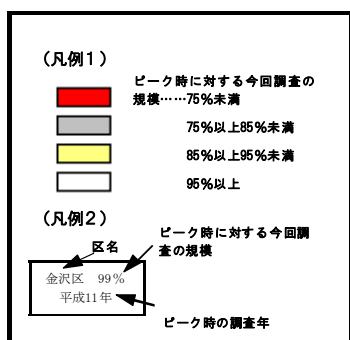 （凡例１）
ピーク時に対する今回調査の
規模……75％未満
75％以上85％未満
85％以上95％未満
95％以上
（凡例２）
区名
ピーク時に対する今回調
査の規模
金沢区　99％
平成11年
ピーク時の調査年